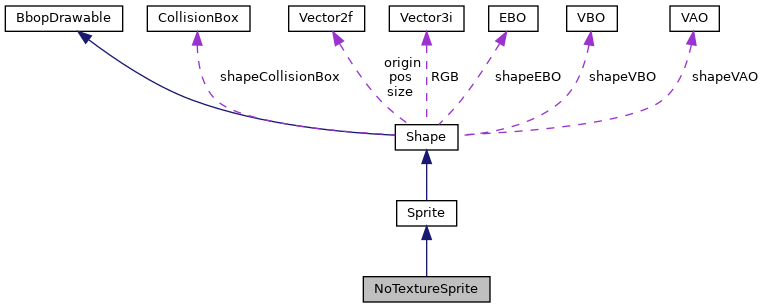 BbopDrawable
CollisionBox
Vector2f
Vector3i
EBO
VBO
VAO
shapeCollisionBox
origin
pos
size
RGB
shapeEBO
shapeVBO
shapeVAO
Shape
Sprite
NoTextureSprite